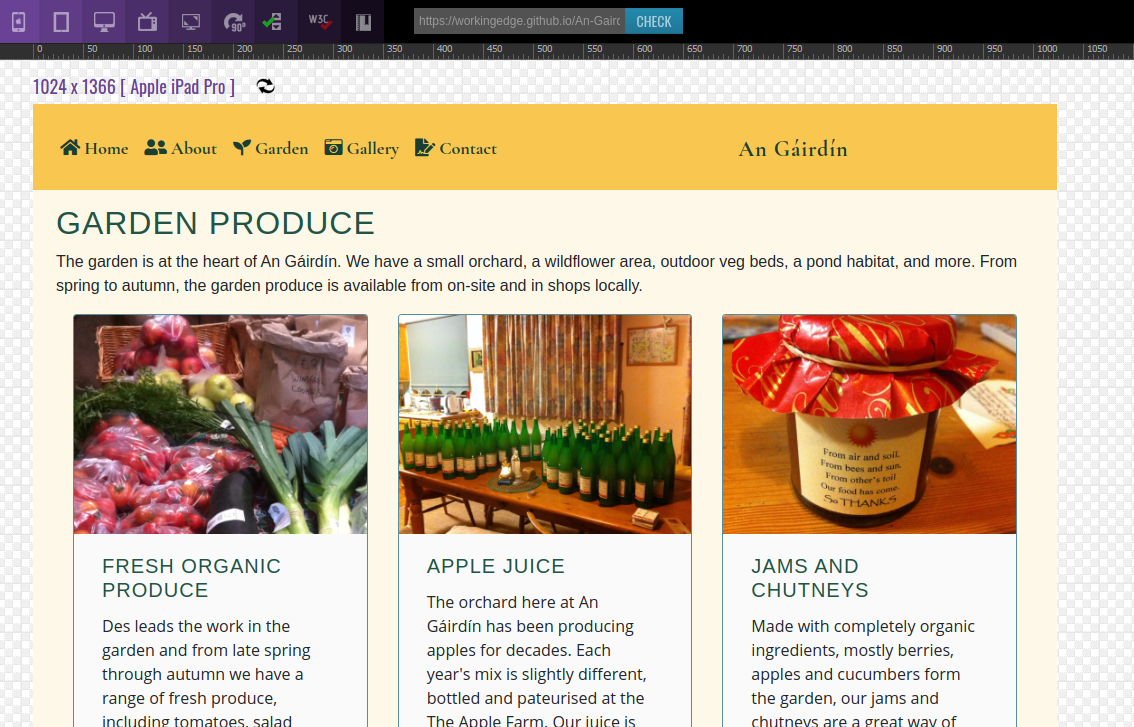 90°
W3C
https://workingedge.github.io/An-Gairc
CHECK
0 50 100 150 200 250 300 350 400 450 500 550 600 650 700 750 800 850 900 950 1000 1050
1024 x 1366 [ Apple iPad Pro ]
Home About Garden Gallery Contact
An Gáirdín
GARDEN PRODUCE
The garden is at the heart of An Gáirdín. We have a small orchard, a wildflower area, outdoor veg beds, a pond habitat, and more. From
spring to autumn, the garden produce is available from on-site and in shops locally.
From air and soil,
From bees and sun,
From other's toil
Our food has come.
So THANKS
FRESH ORGANIC
PRODUCE
Des leads the work in the
garden and from late spring
through autumn we have a
range of fresh produce,
including tomatoes, salad
APPLE JUICE
The orchard here at An
Gáirdín has been producing
apples for decades. Each
year's mix is slightly different,
bottled and pateurised at the
The Apple Farm. Our juice is
JAMS AND
CHUTNEYS
Made with completely organic
ingredients, mostly berries,
apples and cucumbers form
the garden, our jams and
chutneys are a great way of